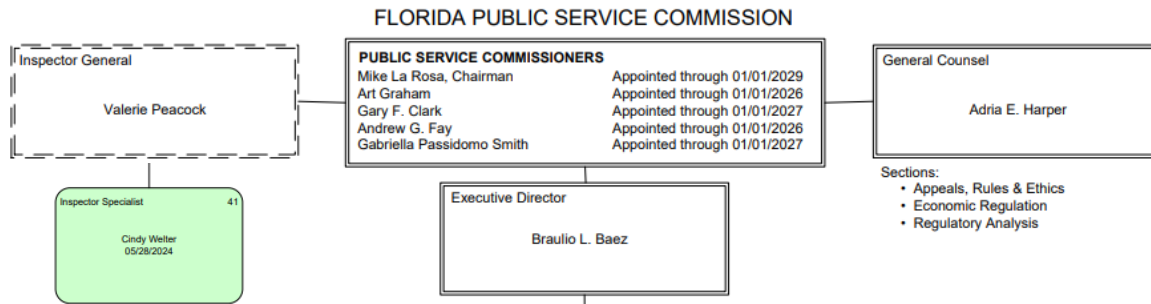 FLORIDA PUBLIC SERVICE COMMISSION
Inspector General
Valerie Peacock
PUBLIC SERVICE COMMISSIONERS
Mike La Rosa, Chairman Appointed through 01/01/2029
Art Graham Appointed through 01/01/2026
Gary F. Clark Appointed through 01/01/2027
Andrew G. Fay Appointed through 01/01/2026
Gabriella Passidomo Smith Appointed through 01/01/2027
General Counsel
Adria E. Harper
Inspector Specialist 41
Cindy Welter
05/28/2024
Executive Director
Braulio L. Baez
Sections:
• Appeals, Rules & Ethics
• Economic Regulation
• Regulatory Analysis